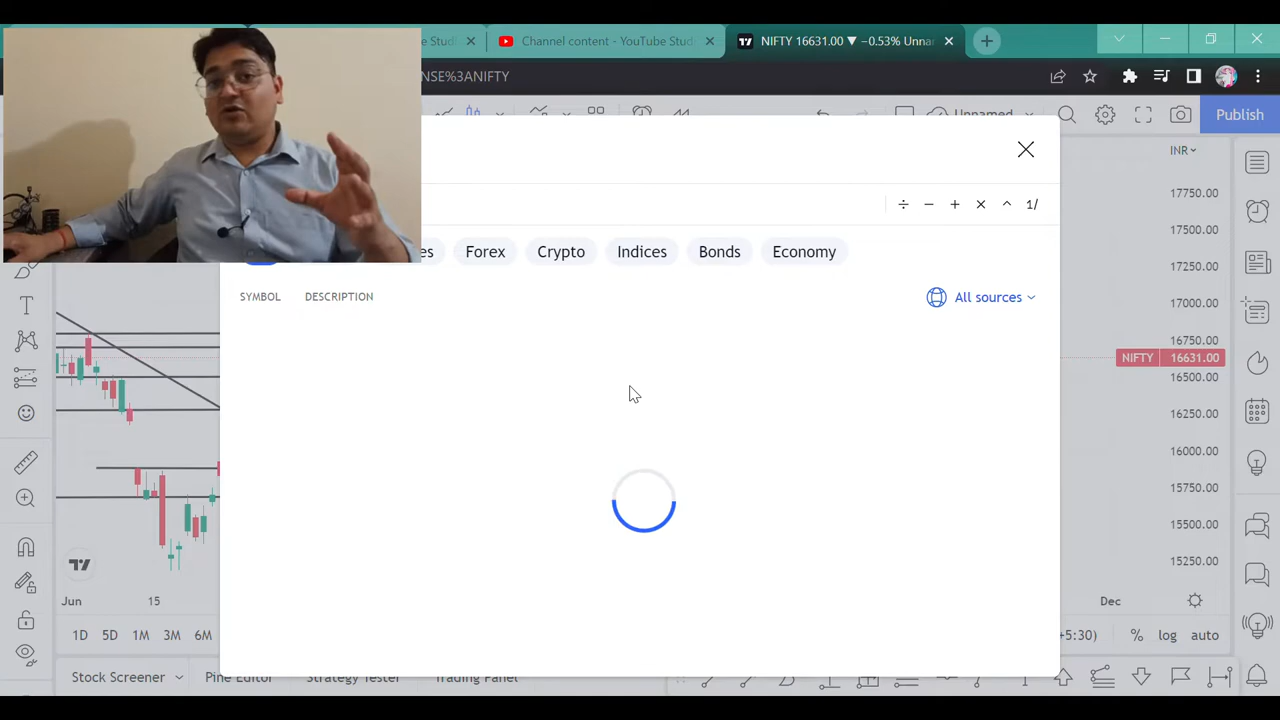 e Studi
Channel content - YouTube Stud
NIFTY 16631.00 ▼ −0.53% Unna
NSE%3ANIFTY
Unnamed
Publish
INR
1/
es
Forex
Crypto
Indices
Bonds
Economy
SYMBOL
DESCRIPTION
All sources
17750.00
17500.00
17250.00
17000.00
16750.00
NIFTY 16631.00
16500.00
16250.00
16000.00
15750.00
15500.00
15250.00
Jun
15
Dec
1D
5D
1M
3M
6M
+5:30)
%
log
auto
Stock Screener
Pine Editor
Strategy Tester
Trading Panel